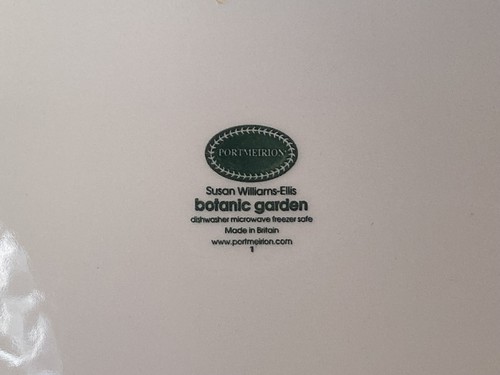 PORTMEIRION
Susan Williams-Ellis
botanic garden
dishwasher microwave freezer safe
Made in Britain
www.portmeirion.com
1